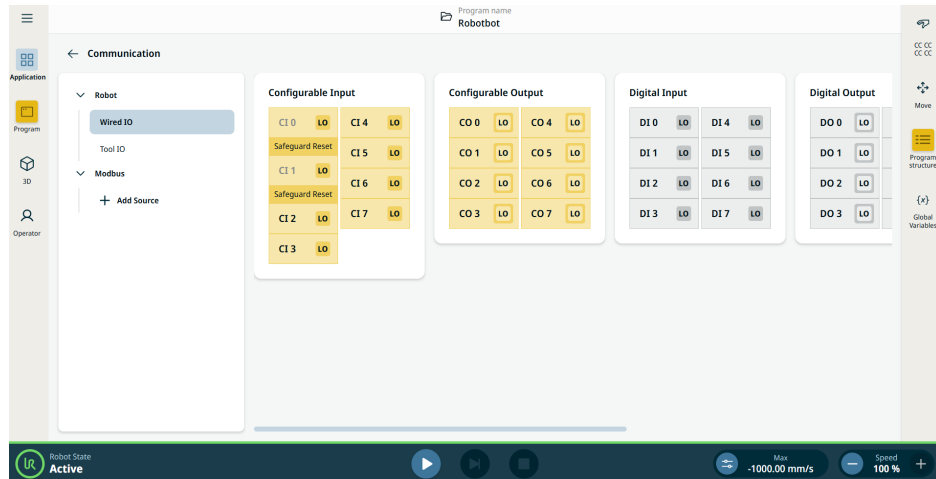 Program name
Robotbot
Application
Program
3D
Operator
Communication
Robot
Wired IO
Tool IO
Modbus
Add Source
Configurable Input
CI 0 LO CI 4 LO
Safeguard Reset
CI 5 LO
CI 1 LO
CI 6 LO
Safeguard Reset
CI 2 LO CI 7 LO
CI 3 LO
Configurable Output
CO 0 LO CO 4 LO
CO 1 LO CO 5 LO
CO 2 LO CO 6 LO
CO 3 LO CO 7 LO
Digital Input
DI 0 LO DI 4 LO
DI 1 LO DI 5 LO
DI 2 LO DI 6 LO
DI 3 LO DI 7 LO
Digital Output
DO 0 LO
DO 1 LO
DO 2 LO
DO 3 LO
CC CC
CC CC
Move
Program
structure
{x}
Global
Variables
UR
Robot State
Active
Max
-1000.00 mm/s
Speed
100 %